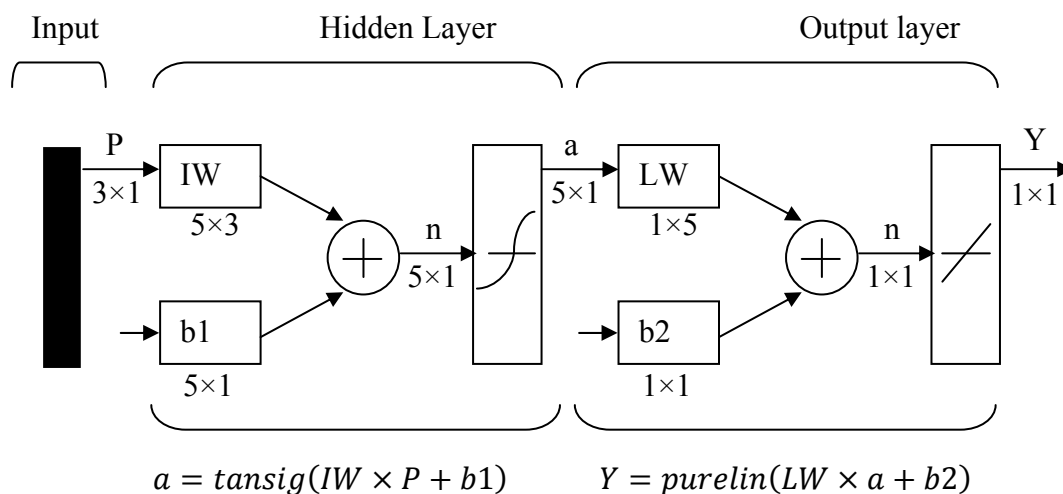 Input Hidden Layer Output layer
P a Y
IW LW
3×1 5×1 1×1
5×3 1×5
n n
5×1 1×1
b1 b2
5×1 1×1
a = tansig(IW × P + b1) Y = purelin(LW × a + b2)